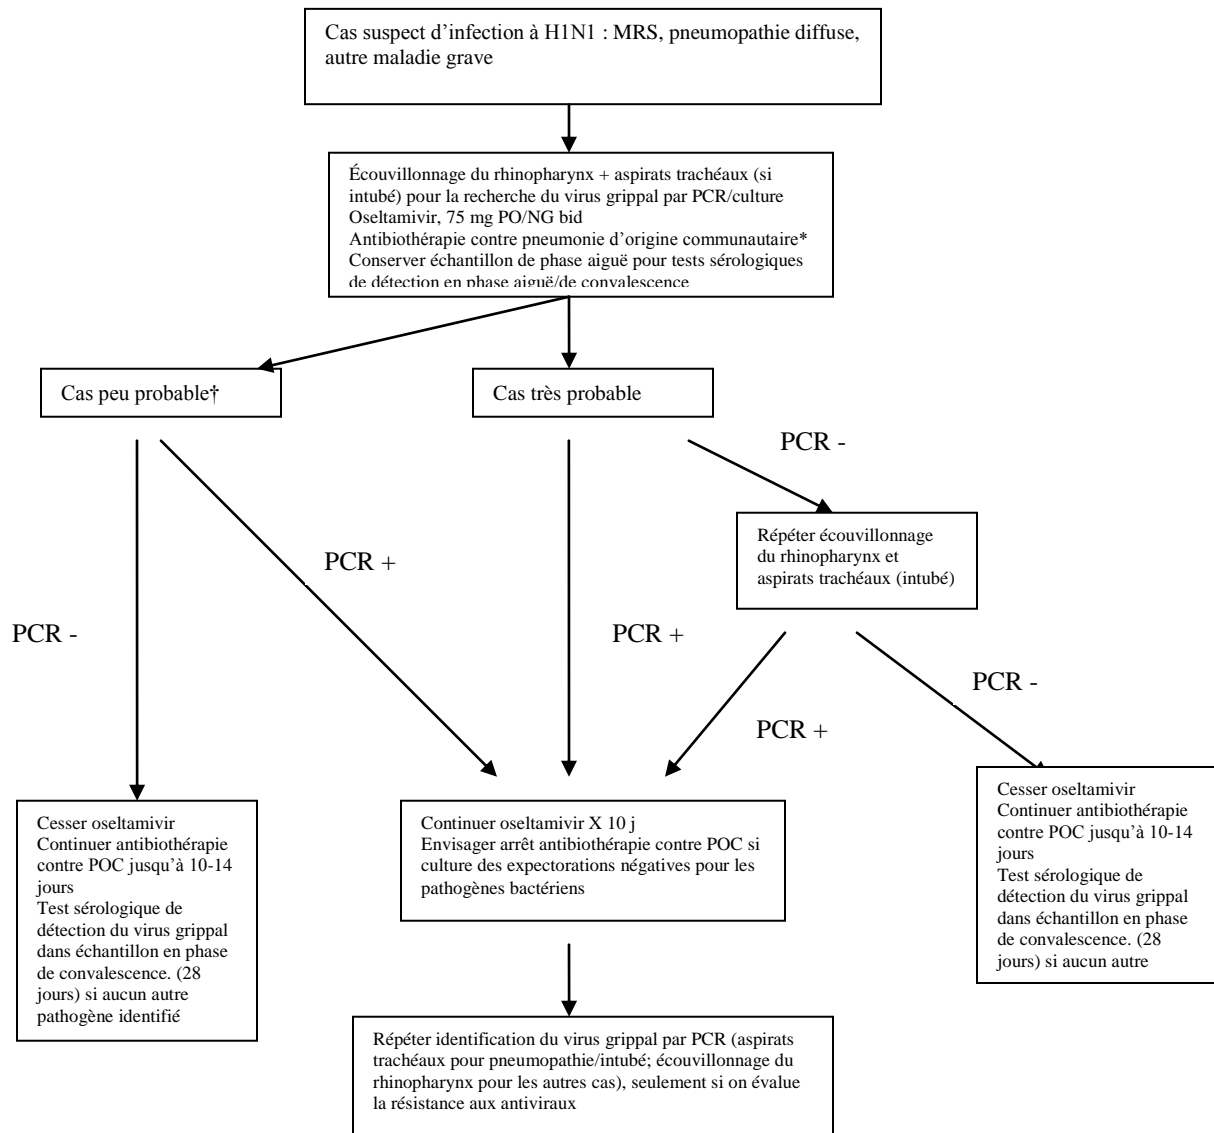 Cas suspect d’infection à H1N1 : MRS, pneumopathie diffuse,
autre maladie grave
Écouvillonnage du rhinopharynx + aspirats trachéaux (si
intubé) pour la recherche du virus grippal par PCR/culture
Oseltamivir, 75 mg PO/NG bid
Antibiothérapie contre pneumonie d’origine communautaire*
Conserver échantillon de phase aiguë pour tests sérologiques
de détection en phase aiguë/de convalescence
Cas peu probable†
Cas très probable
PCR -
Répéter écouvillonnage
du rhinopharynx et
aspirats trachéaux (intubé)
PCR +
PCR -
PCR +
PCR -
PCR +
Cesser oseltamivir
Continuer antibiothérapie
contre POC jusqu’à 10-14
jours
Test sérologique de
détection du virus grippal
dans échantillon en phase
de convalescence. (28
jours) si aucun autre
pathogène identifié
Continuer oseltamivir X 10 j
Envisager arrêt antibiothérapie contre POC si
culture des expectorations négatives pour les
pathogènes bactériens
Cesser oseltamivir
Continuer antibiothérapie
contre POC jusqu’à 10-14
jours
Test sérologique de
détection du virus grippal
dans échantillon en phase
de convalescence. (28
jours) si aucun autre
Répéter identification du virus grippal par PCR (aspirats
trachéaux pour pneumopathie/intubé; écouvillonnage du
rhinopharynx pour les autres cas), seulement si on évalue
la résistance aux antiviraux